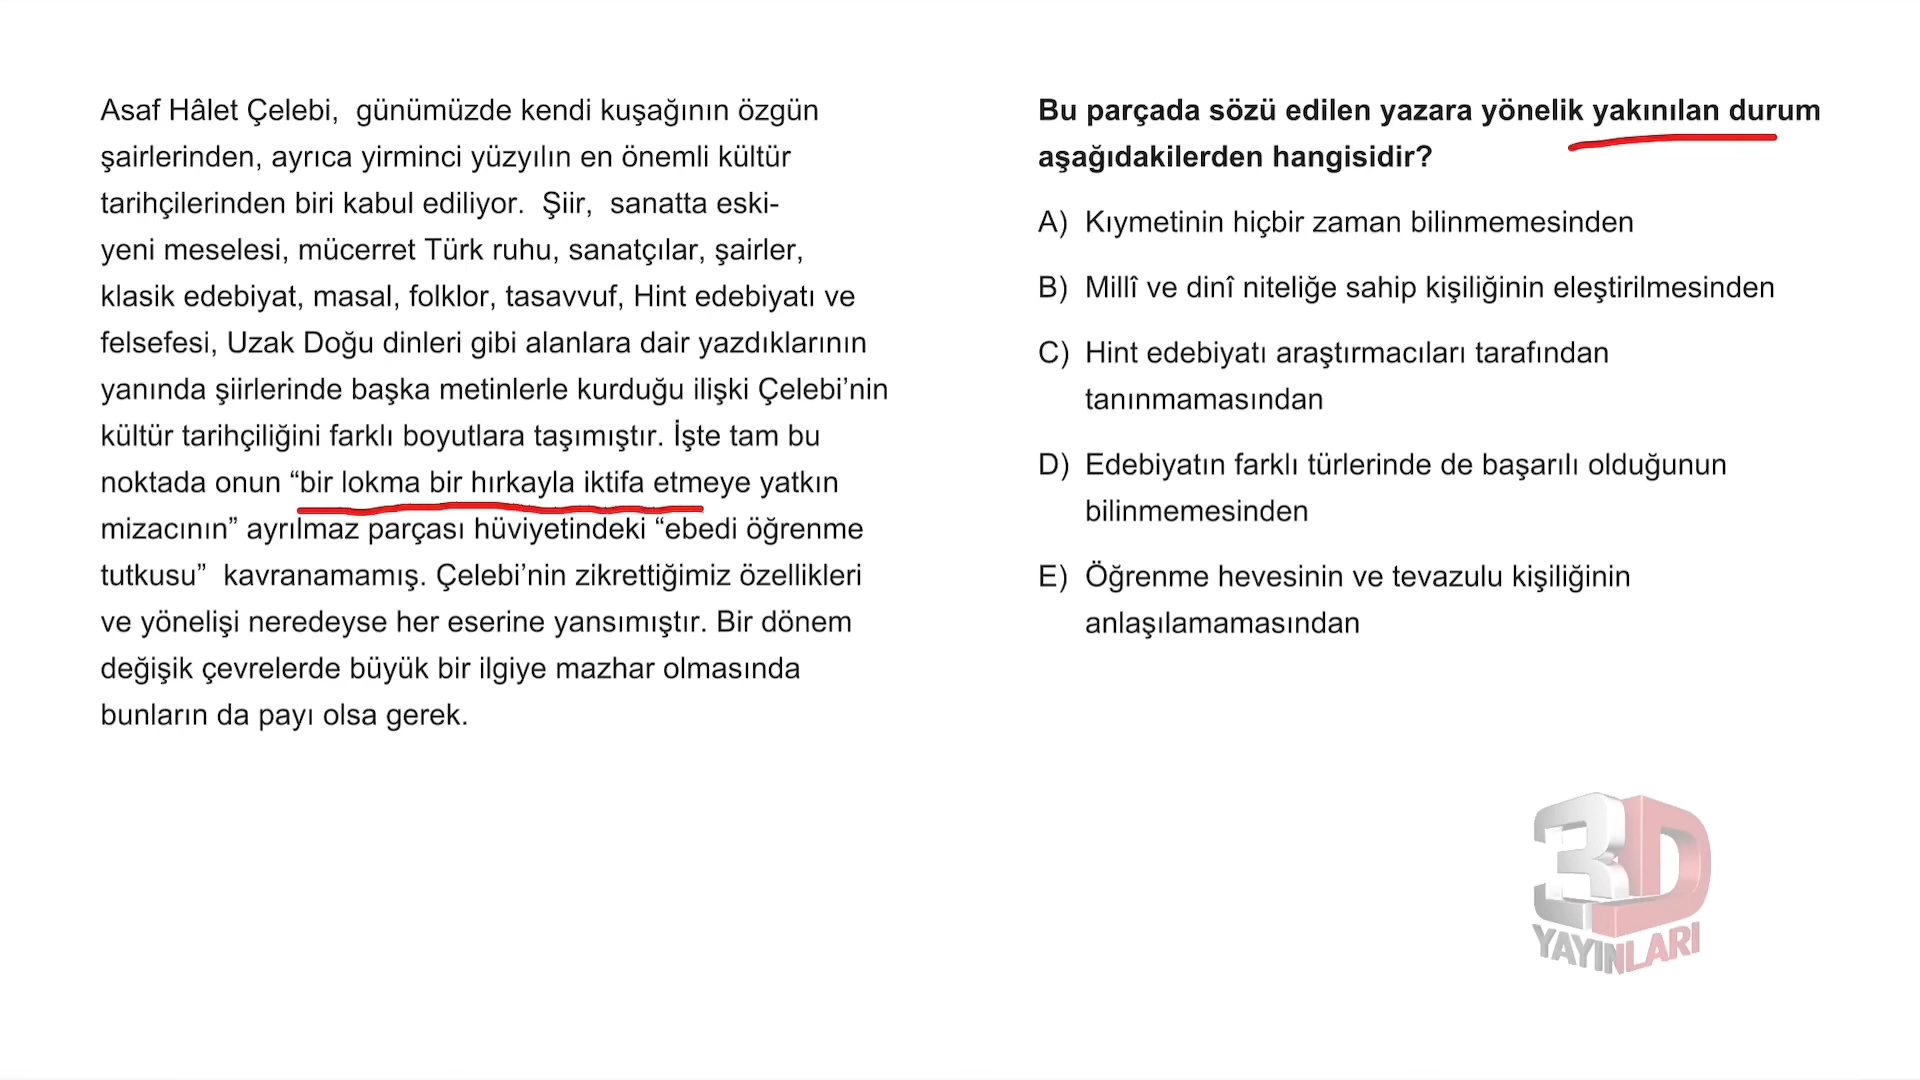 Asaf Hâlet Çelebi,  günümüzde kendi kuşağının özgün
şairlerinden, ayrıca yirminci yüzyılın en önemli kültür
tarihçilerinden biri kabul ediliyor.  Şiir,  sanatta eski-
yeni meselesi, mücerret Türk ruhu, sanatçılar, şairler,
klasik edebiyat, masal, folklor, tasavvuf, Hint edebiyatı ve
felsefesi, Uzak Doğu dinleri gibi alanlara dair yazdıklarının
yanında şiirlerinde başka metinlerle kurduğu ilişki Çelebi’nin
kültür tarihçiliğini farklı boyutlara taşımıştır. İşte tam bu
noktada onun “bir lokma bir hırkayla iktifa etmeye yatkın
mizacının” ayrılmaz parçası hüviyetindeki “ebedi öğrenme
tutkusu”  kavranamamış. Çelebi’nin zikrettiğimiz özellikleri
ve yönelişi neredeyse her eserine yansımıştır. Bir dönem
değişik çevrelerde büyük bir ilgiye mazhar olmasında
bunların da payı olsa gerek.
Bu parçada sözü edilen yazara yönelik yakınılan durum
aşağıdakilerden hangisidir?
A) Kıymetinin hiçbir zaman bilinmemesinden
B) Millî ve dinî niteliğe sahip kişiliğinin eleştirilmesinden
C) Hint edebiyatı araştırmacıları tarafından
tanınmamasından
D) Edebiyatın farklı türlerinde de başarılı olduğunun
bilinmemesinden
E) Öğrenme hevesinin ve tevazulu kişiliğinin
anlaşılamamasından
3D
YAYINLARI